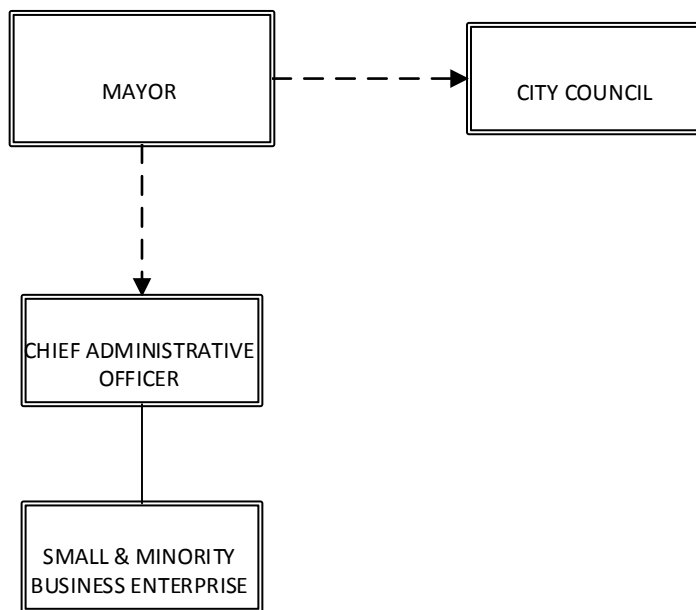 MAYOR
CITY COUNCIL
CHIEF ADMINISTRATIVE
OFFICER
SMALL & MINORITY
BUSINESS ENTERPRISE